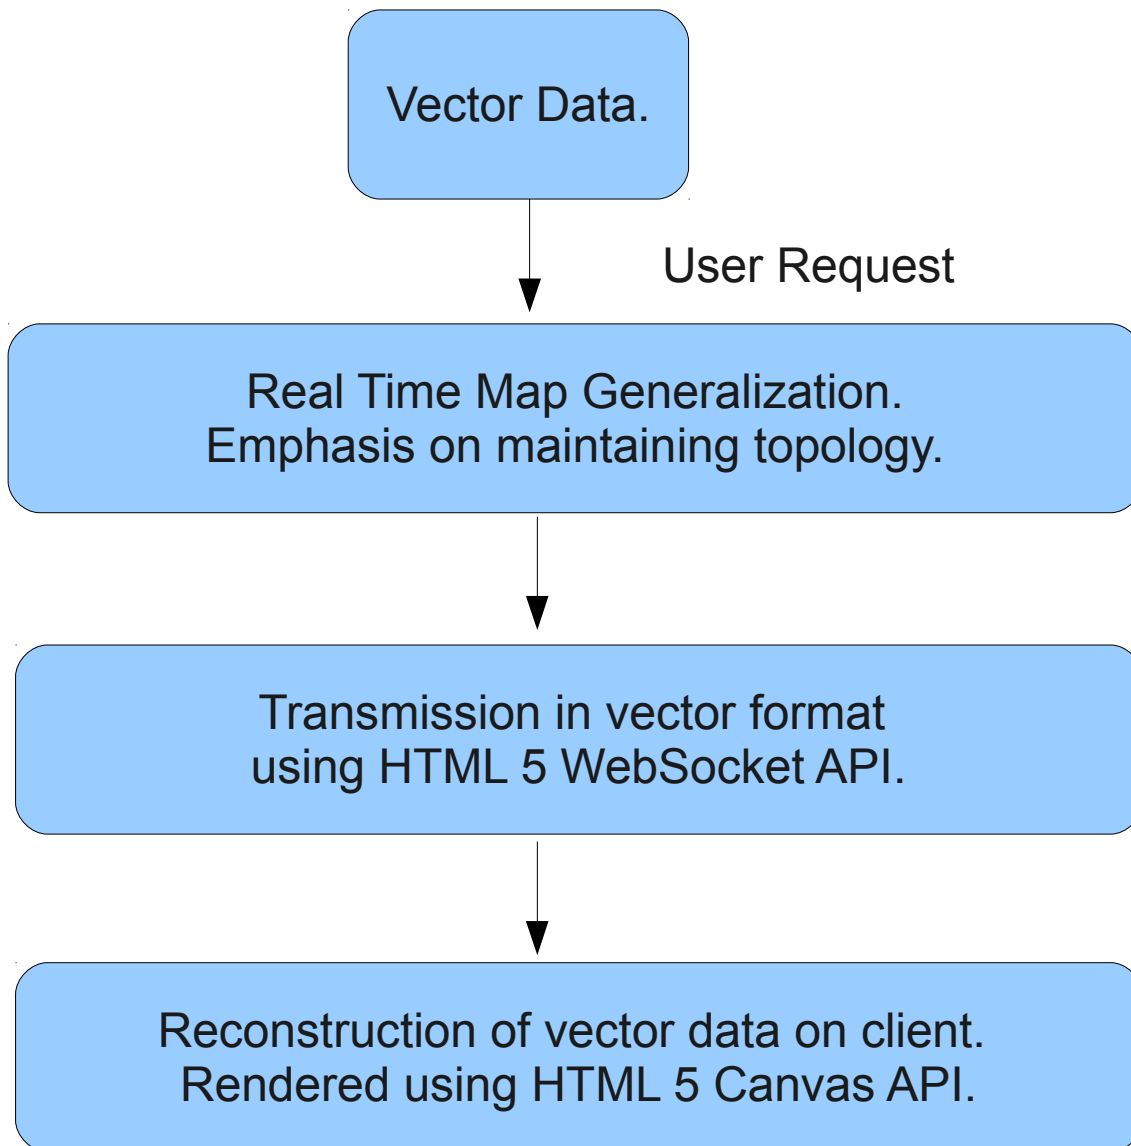 Vector Data.
User Request
Real Time Map Generalization.
Emphasis on maintaining topology.
Transmission in vector format
using HTML 5 WebSocket API.
Reconstruction of vector data on client.
Rendered using HTML 5 Canvas API.